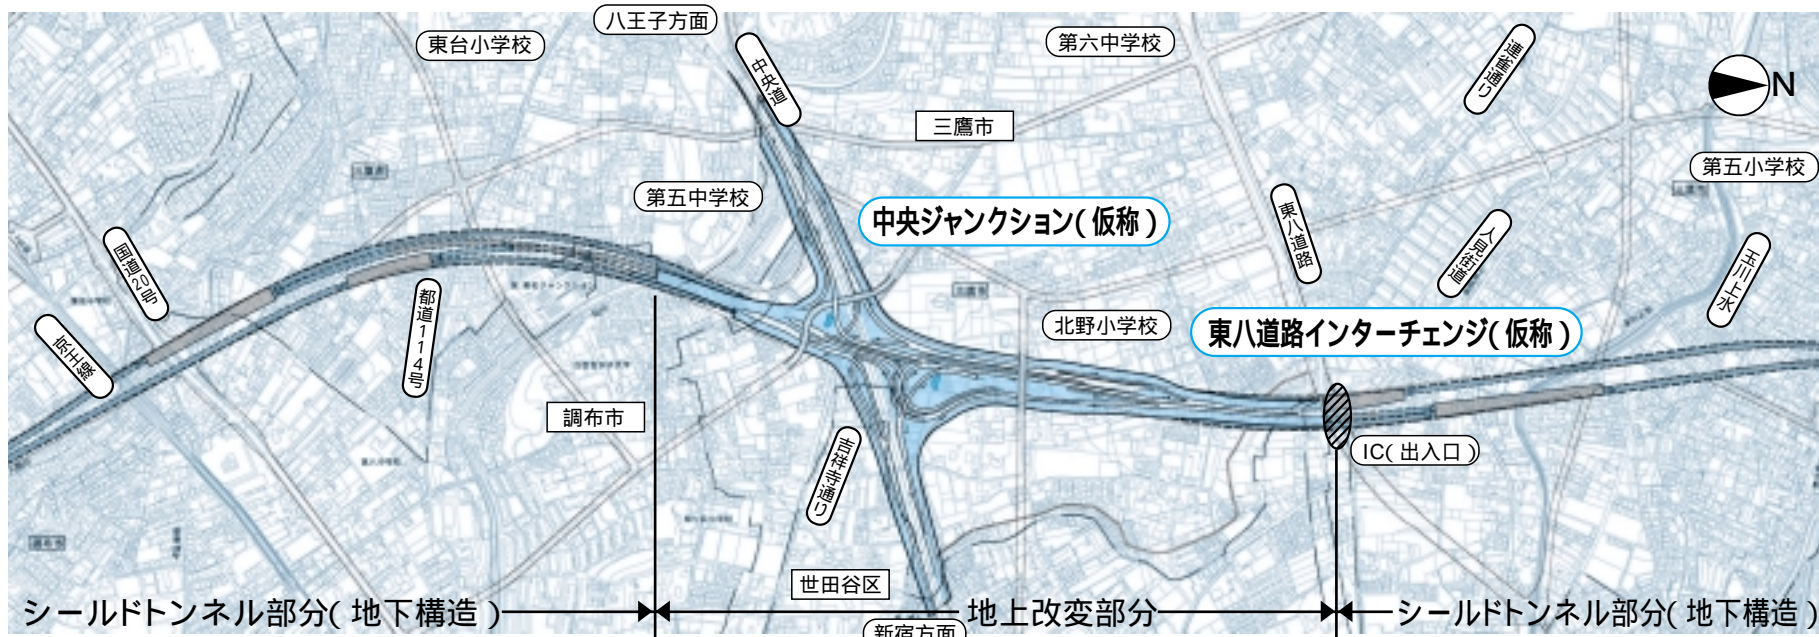 八王子方面
東台小学校
中央道
第六中学校
連雀通り
N
三鷹市
第五小学校
第五中学校
中央ジャンクション(仮称)
東八道路
人見街道
玉川上水
国道20号
都道114号
京王線
北野小学校
東八道路インターチェンジ(仮称)
調布市
吉祥寺通り
IC(出入口)
世田谷区
シールドトンネル部分(地下構造)
地上改変部分
シールドトンネル部分(地下構造)
新宿方面